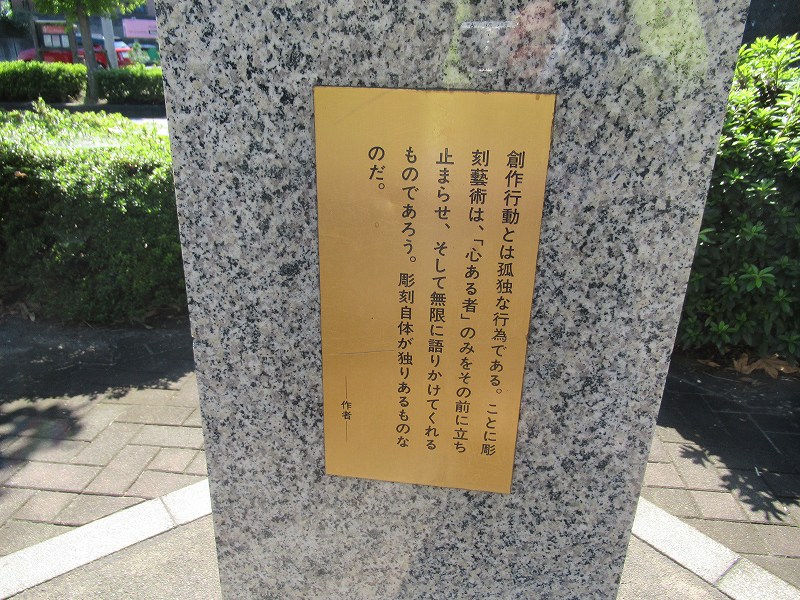 創作行動とは孤独な行為である。ことに彫
刻藝術は、「心ある者」のみをその前に立ち
止まらせ、そして無限に語りかけてくれる
ものであろう。彫刻自体が独りあるものな
のだ。
──作者──